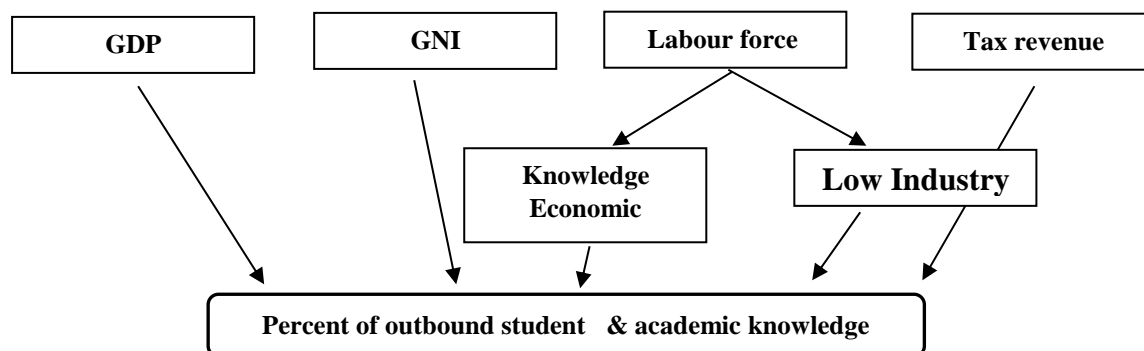 GDP
GNI
Labour force
Tax revenue
Knowledge
Economic
Low Industry
Percent of outbound student & academic knowledge